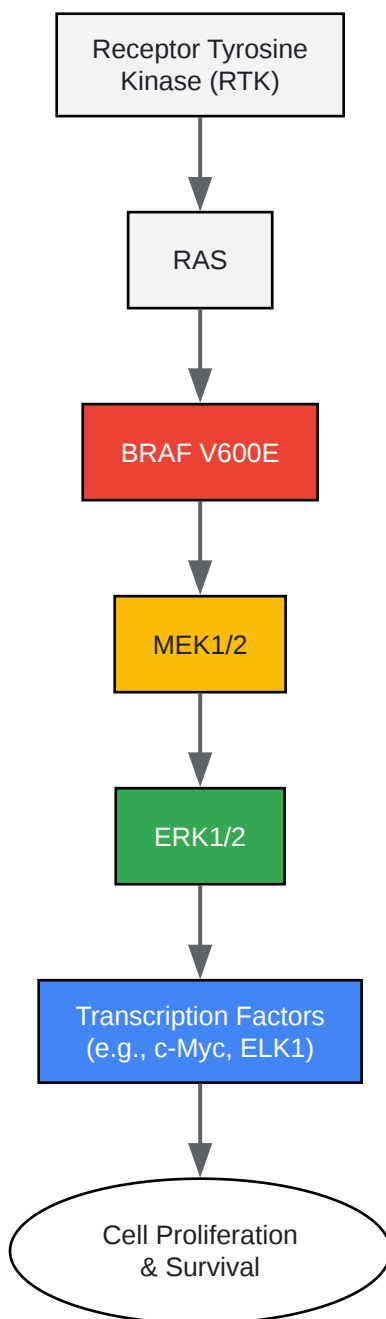 Receptor Tyrosine
Kinase (RTK)
RAS
BRAF V600E
MEK1/2
ERK1/2
Transcription Factors
(e.g., c-Myc, ELK1)
Cell Proliferation
& Survival